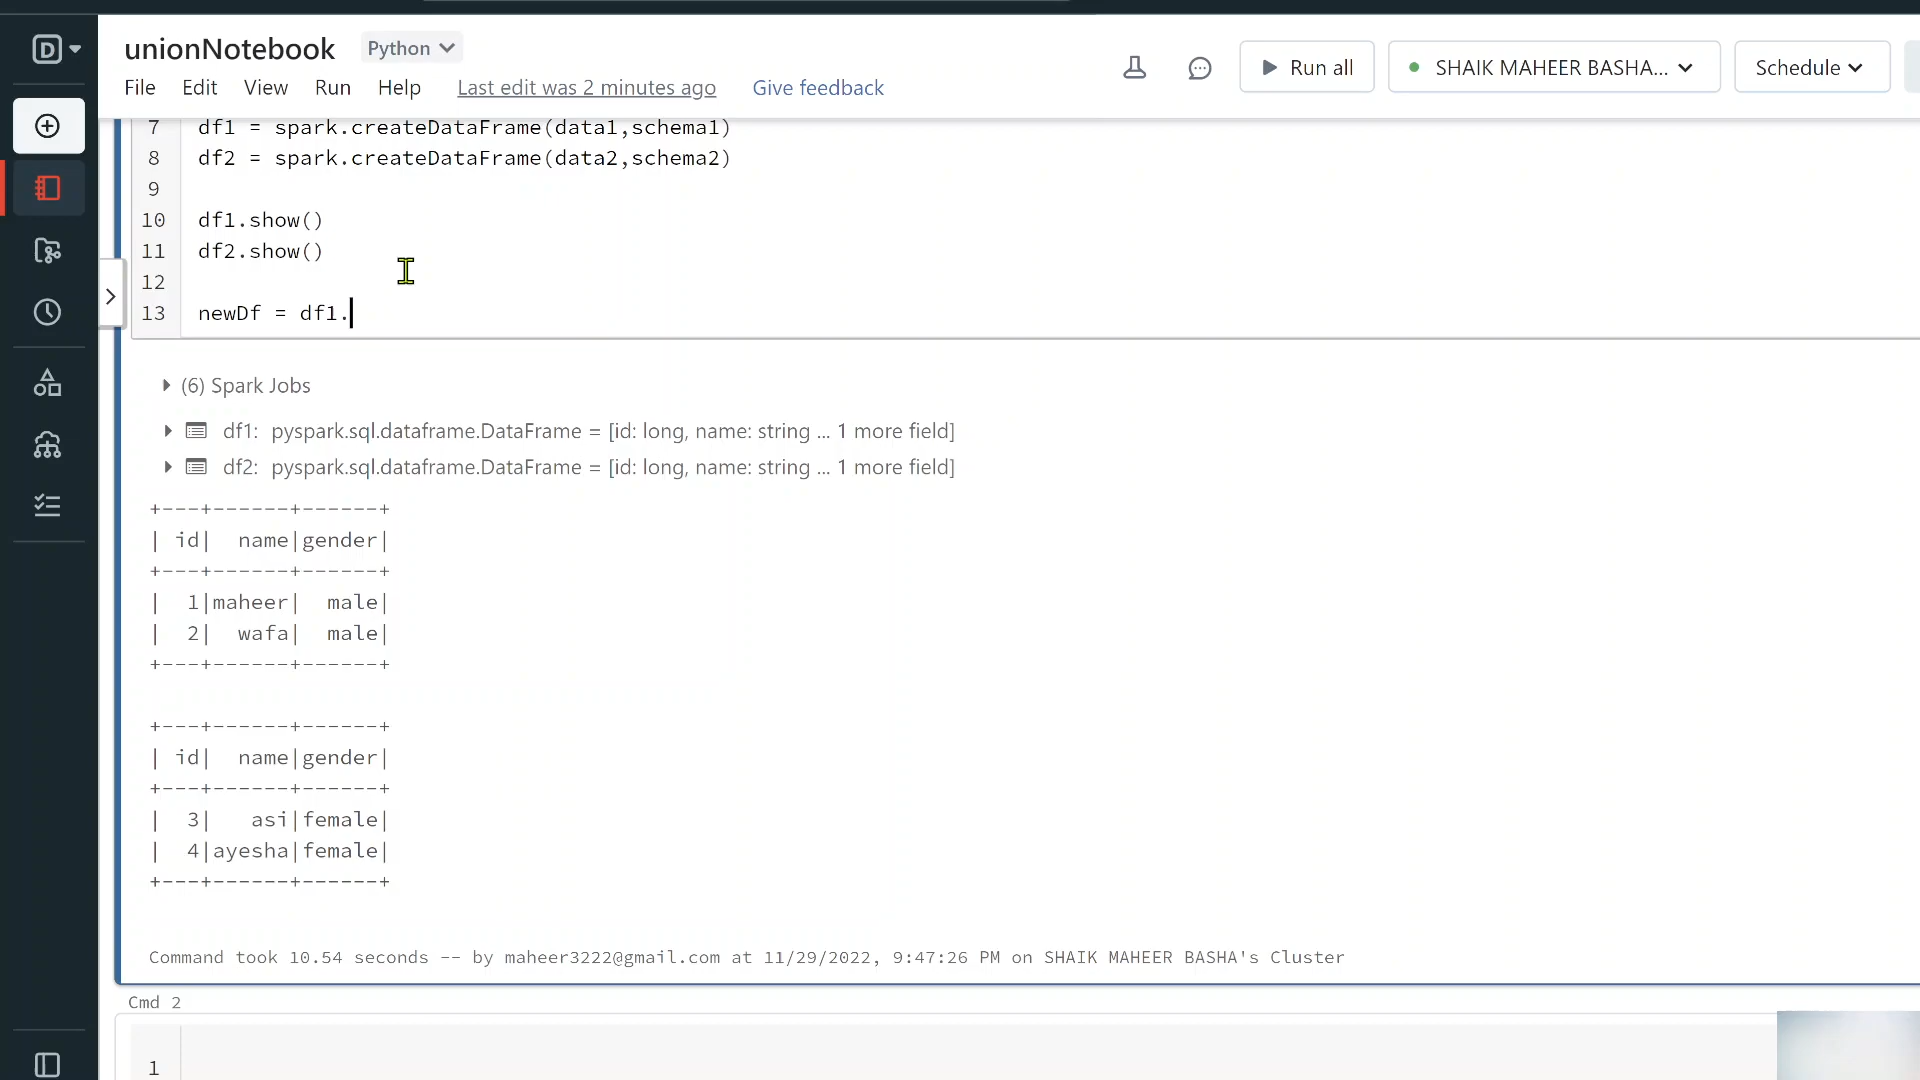 unionNotebook
Python
File Edit View Run Help Last edit was 2 minutes ago Give feedback
Run all
SHAIK MAHEER BASHA...
Schedule
7 df1 = spark.createDataFrame(data1,schema1)
8 df2 = spark.createDataFrame(data2,schema2)
9
10 df1.show()
11 df2.show()
12
13 newDf = df1.
(6) Spark Jobs
df1: pyspark.sql.dataframe.DataFrame = [id: long, name: string ... 1 more field]
df2: pyspark.sql.dataframe.DataFrame = [id: long, name: string ... 1 more field]
+---+------+------+
| id|  name|gender|
+---+------+------+
|  1|maheer|  male|
|  2|  wafa|  male|
+---+------+------+
+---+------+------+
| id|  name|gender|
+---+------+------+
|  3|   asi|female|
|  4|ayesha|female|
+---+------+------+
Command took 10.54 seconds -- by maheer3222@gmail.com at 11/29/2022, 9:47:26 PM on SHAIK MAHEER BASHA's Cluster
Cmd 2
1